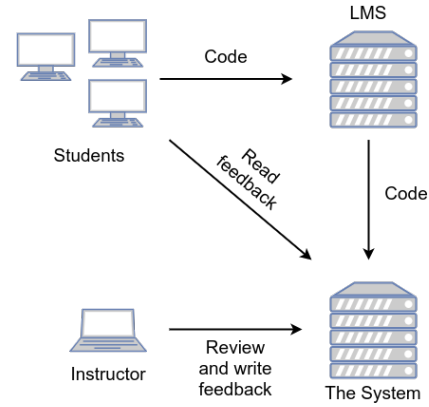 LMS
Code
Students
Read
feedback
Code
Instructor
Review
and write
feedback
The System